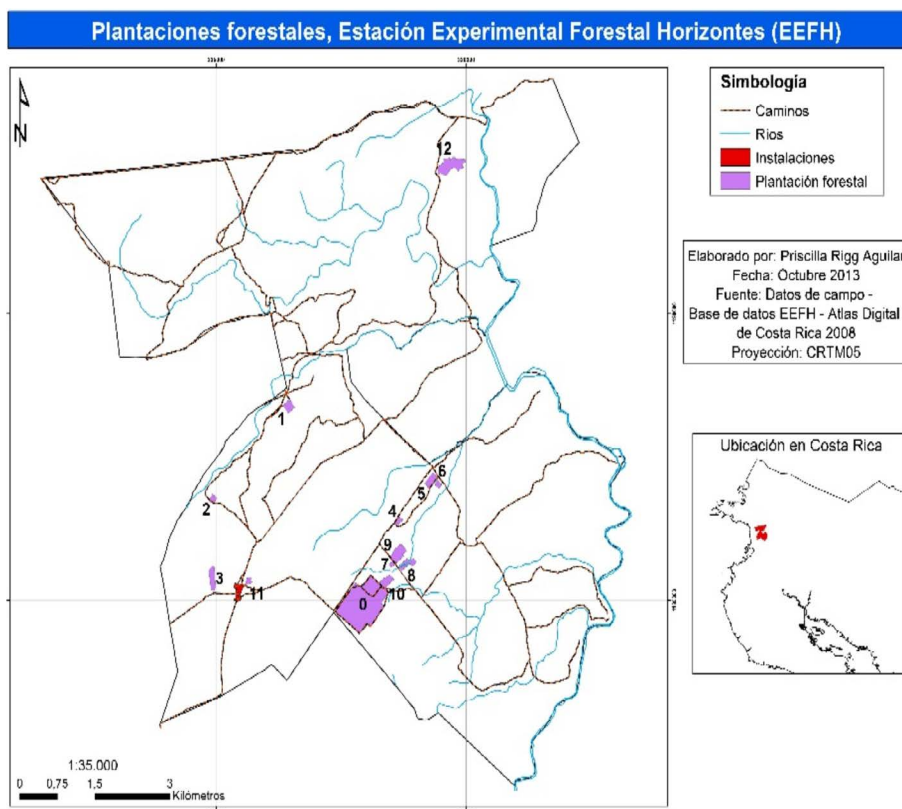 Plantaciones forestales, Estación Experimental Forestal Horizontes (EEFH)
N
Simbología
Caminos
Ríos
Instalaciones
Plantación forestal
Elaborado por: Priscilla Rigg Aguilar
Fecha: Octubre 2013
Fuente: Datos de campo -
Base de datos EEFH - Atlas Digital
de Costa Rica 2008
Proyección: CRTM05
Ubicación en Costa Rica
12
1
2
3
11
6
5
4
9
7
8
10
0
1:35.000
0 0,75 1,5 3
Kilómetros